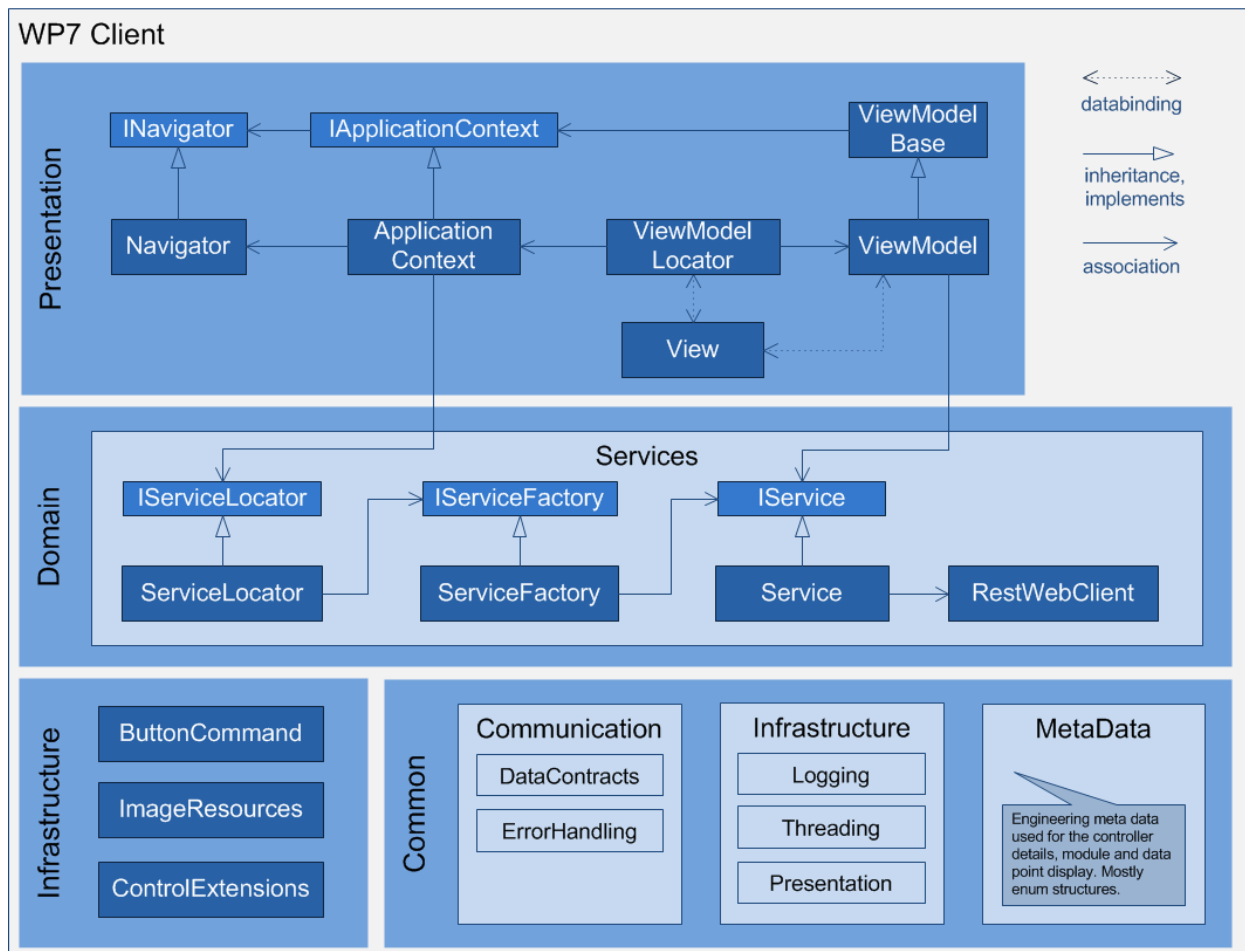 WP7 Client
Presentation
INavigator
IApplicationContext
ViewModel
Base
Navigator
Application
Context
ViewModel
Locator
ViewModel
View
databinding
inheritance,
implements
association
Domain
Services
IServiceLocator
IServiceFactory
IService
ServiceLocator
ServiceFactory
Service
RestWebClient
Infrastructure
ButtonCommand
ImageResources
ControlExtensions
Common
Communication
DataContracts
ErrorHandling
Infrastructure
Logging
Threading
Presentation
MetaData
Engineering meta data
used for the controller
details, module and data
point display. Mostly
enum structures.